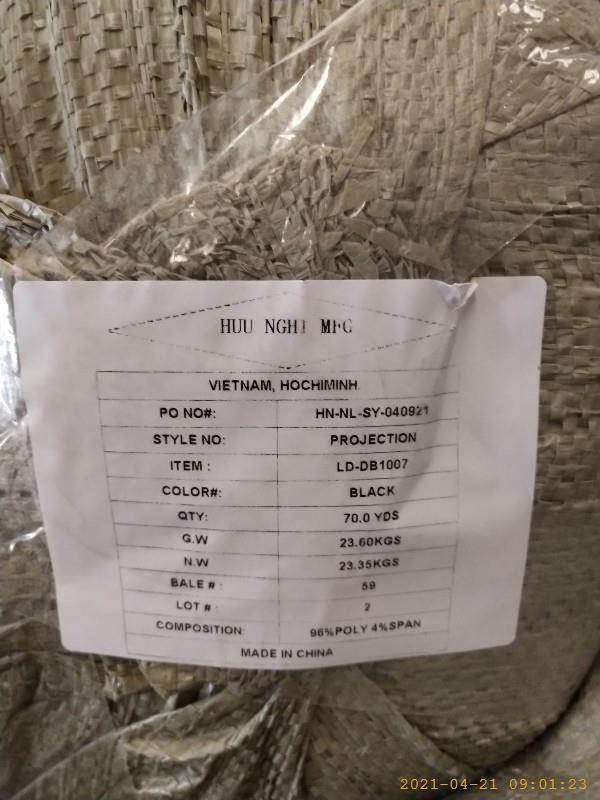 HUU NGHI MFG
VIETNAM, HOCHIMINH
PO NO#: HN-NL-SY-040921
STYLE NO: PROJECTION
ITEM : LD-DB1007
COLOR#: BLACK
QTY: 70.0 YDS
G.W 23.60KGS
N.W 23.35KGS
BALE # : 59
LOT # : 2
COMPOSITION: 96%POLY 4%SPAN
MADE IN CHINA
2021-04-21 09:01:23